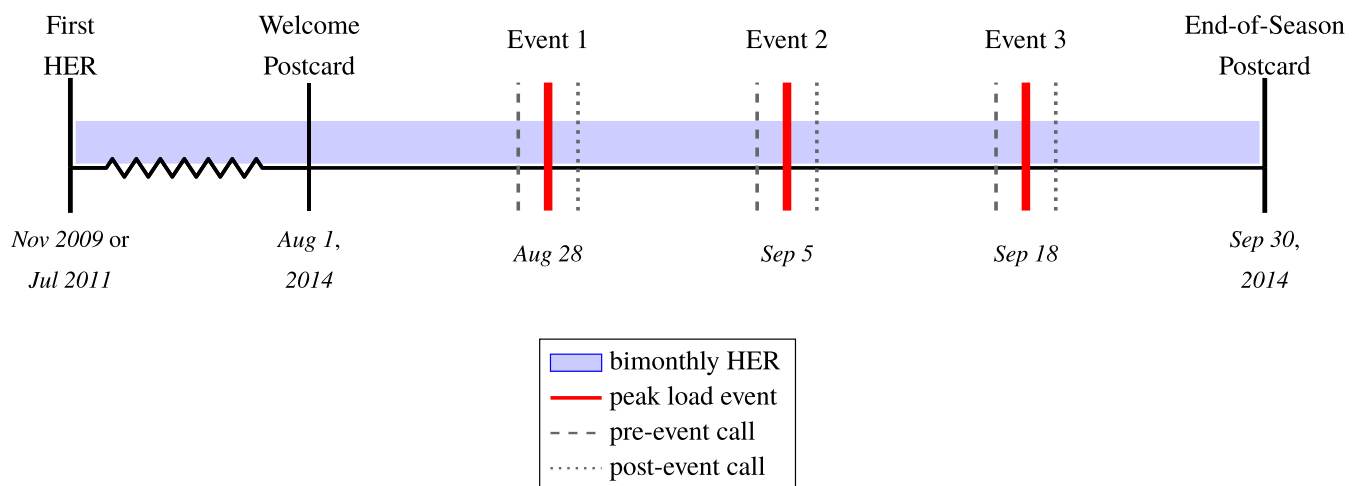 First
HER
Welcome
Postcard
Event 1
Event 2
Event 3
End-of-Season
Postcard
Nov 2009 or
Jul 2011
Aug 1,
2014
Aug 28
Sep 5
Sep 18
Sep 30,
2014
bimonthly HER
peak load event
pre-event call
post-event call